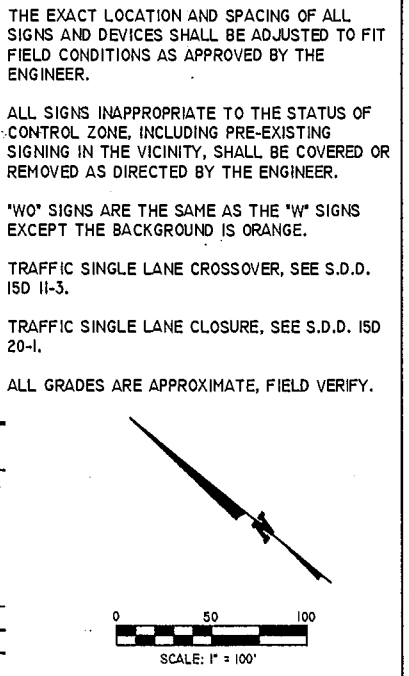 THE EXACT LOCATION AND SPACING OF ALL
SIGNS AND DEVICES SHALL BE ADJUSTED TO FIT
FIELD CONDITIONS AS APPROVED BY THE
ENGINEER.
ALL SIGNS INAPPROPRIATE TO THE STATUS OF
CONTROL ZONE, INCLUDING PRE-EXISTING
SIGNING IN THE VICINITY, SHALL BE COVERED OR
REMOVED AS DIRECTED BY THE ENGINEER.
"WO" SIGNS ARE THE SAME AS THE "W" SIGNS
EXCEPT THE BACKGROUND IS ORANGE.
TRAFFIC SINGLE LANE CROSSOVER, SEE S.D.D.
15D 11-3.
TRAFFIC SINGLE LANE CLOSURE, SEE S.D.D. 15D
20-1.
ALL GRADES ARE APPROXIMATE, FIELD VERIFY.
N
0 50 100
SCALE: 1" = 100'